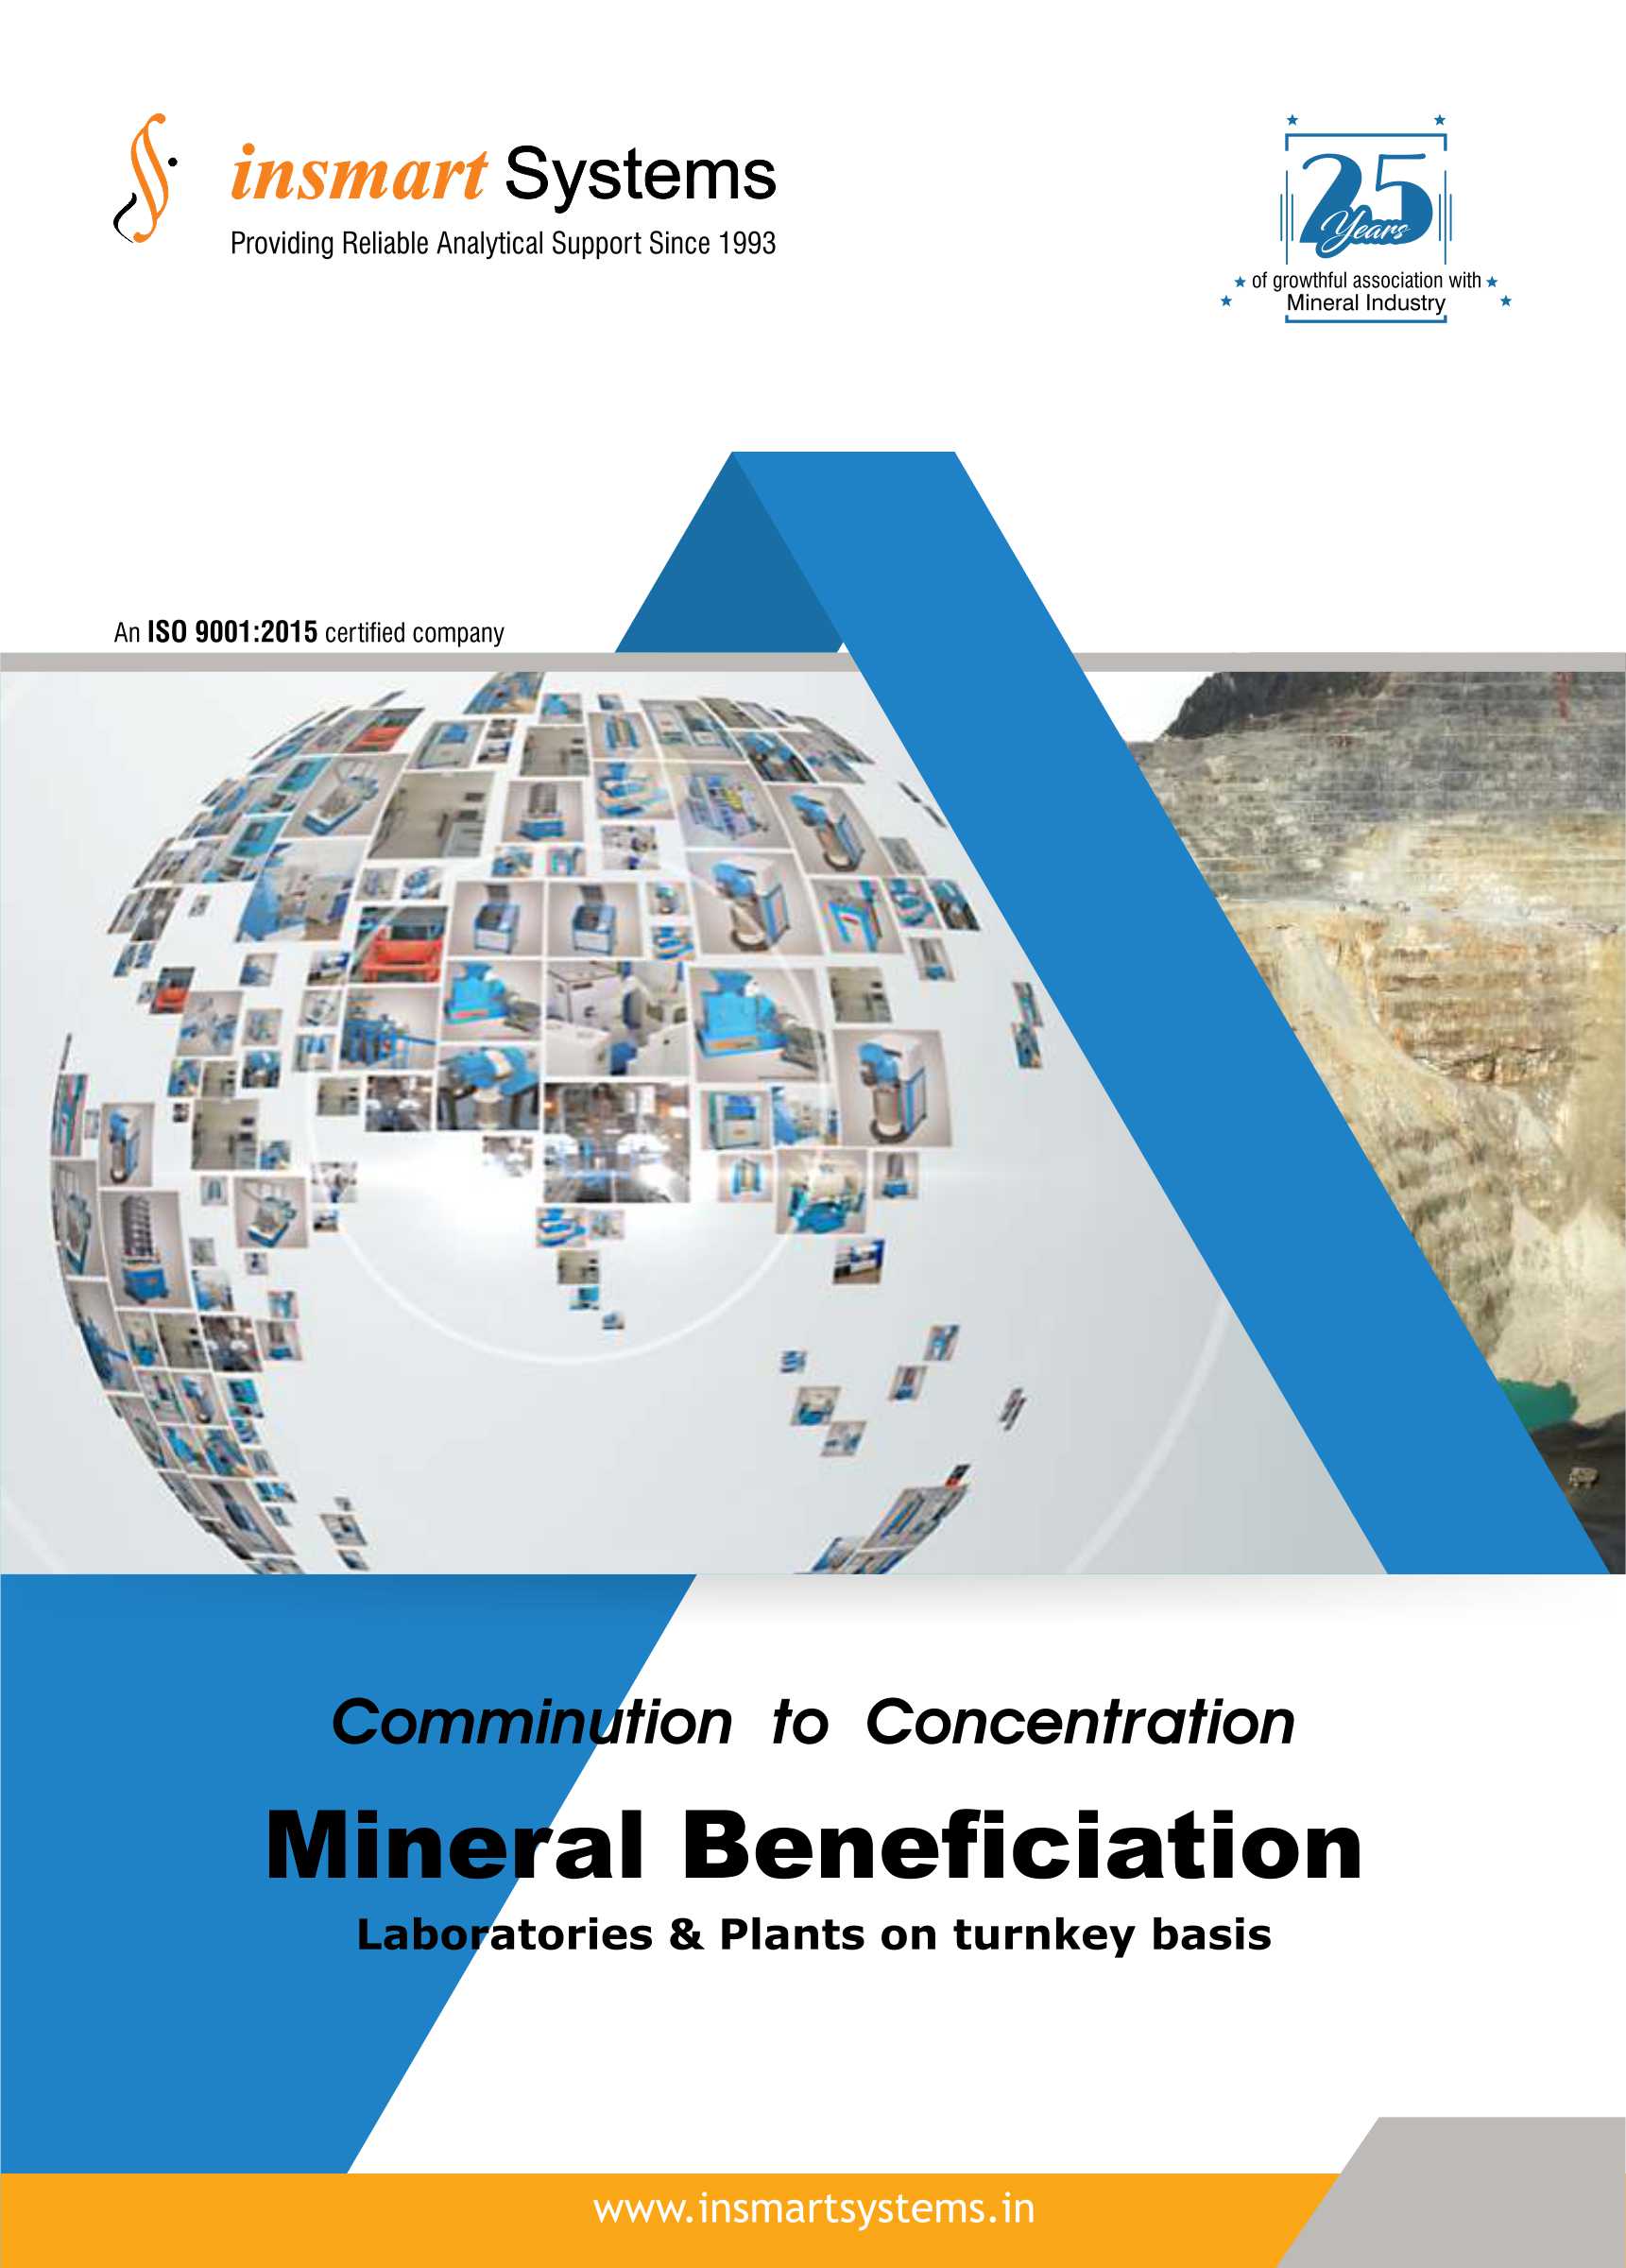 insmart Systems
Providing Reliable Analytical Support Since 1993
25
Years
of growthful association with
Mineral Industry
An ISO 9001:2015 certified company
Comminution to Concentration
Mineral Beneficiation
Laboratories & Plants on turnkey basis
www.insmartsystems.in